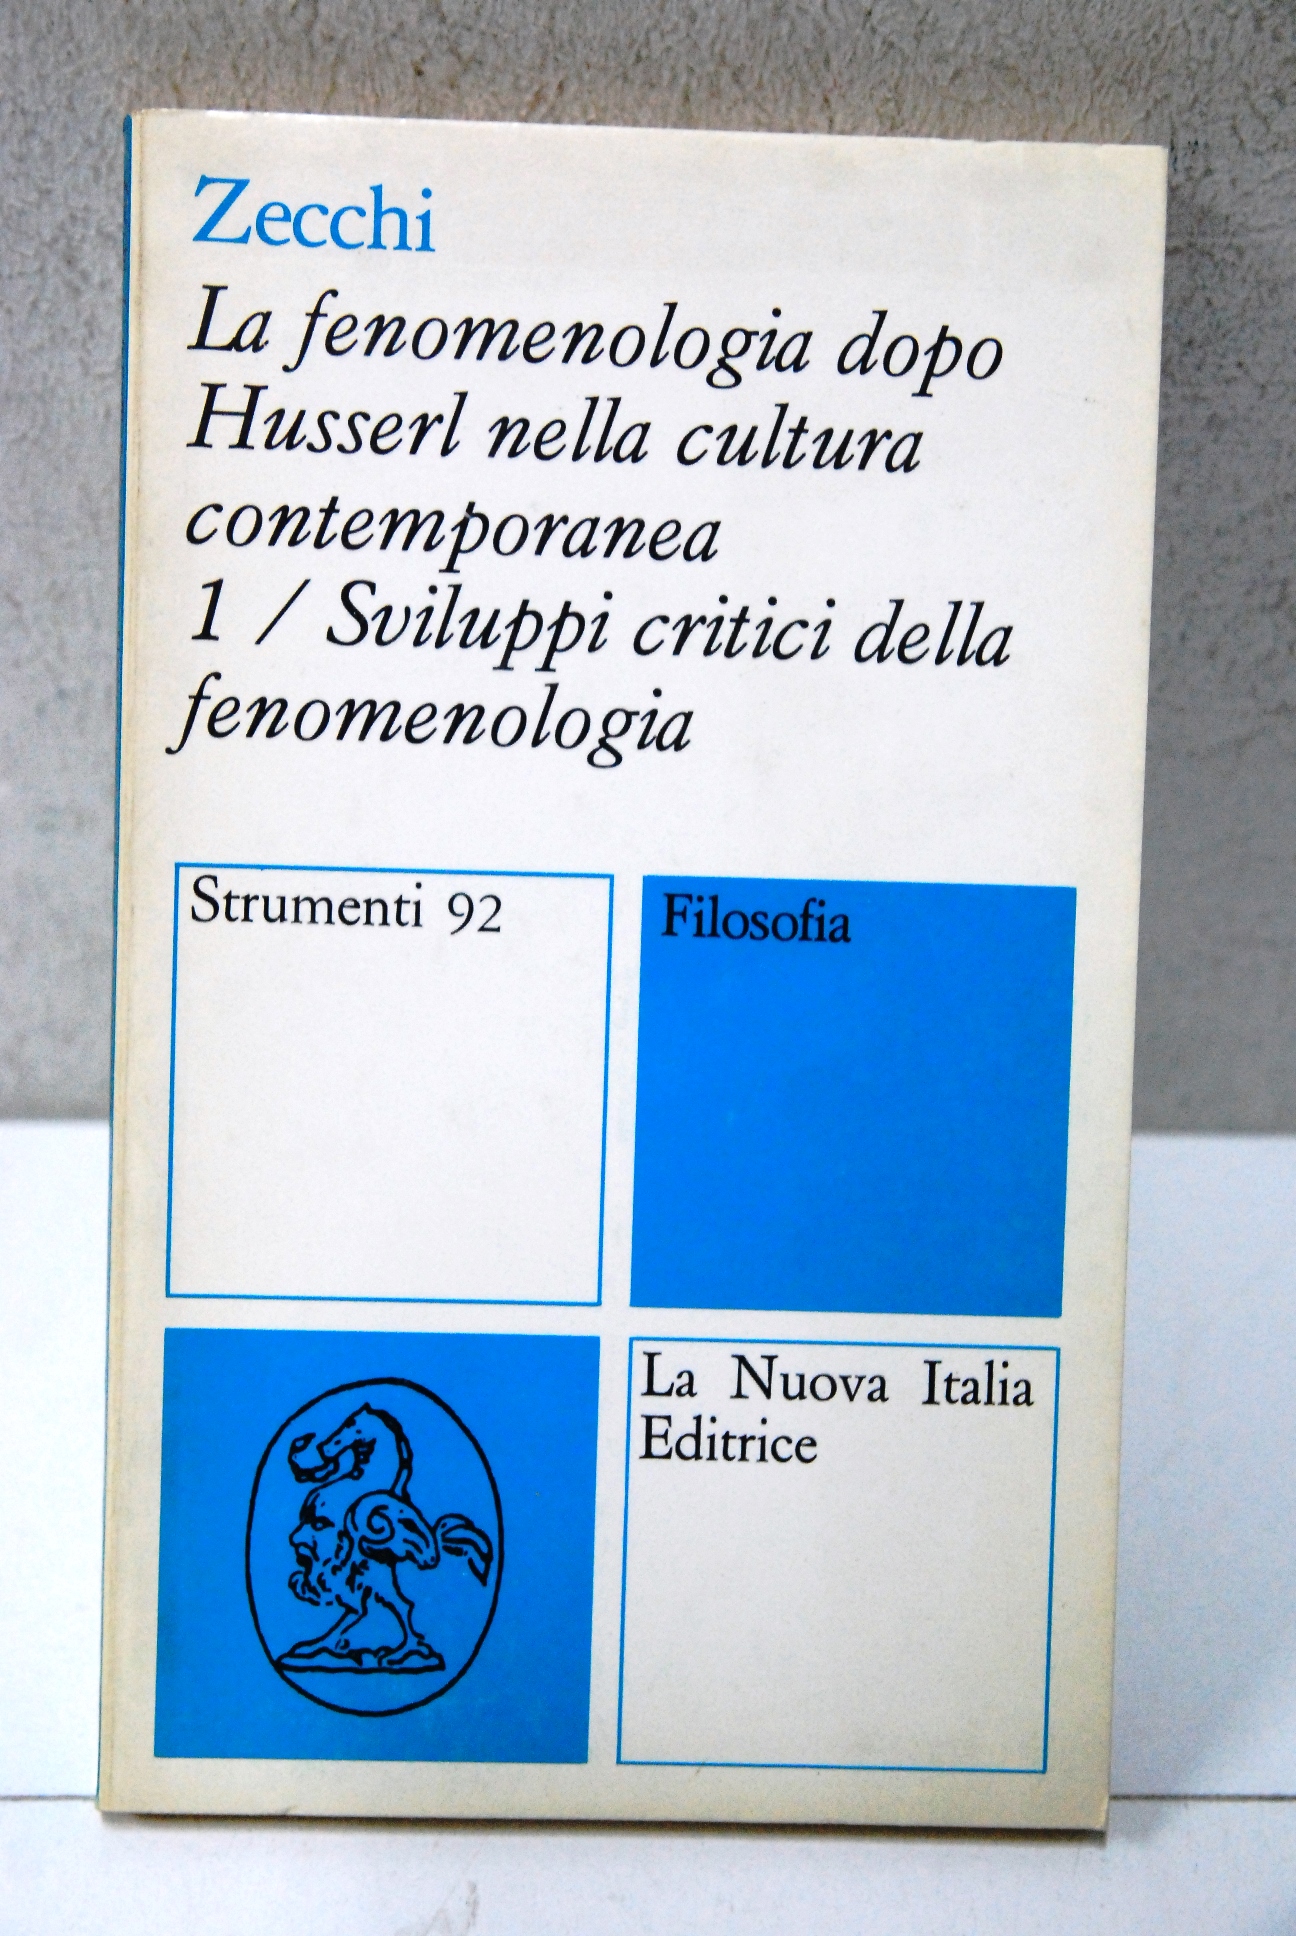 Zecchi
La fenomenologia dopo
Husserl nella cultura
contemporanea
1 / Sviluppi critici della
fenomenologia
Strumenti 92
Filosofia
La Nuova Italia
Editrice